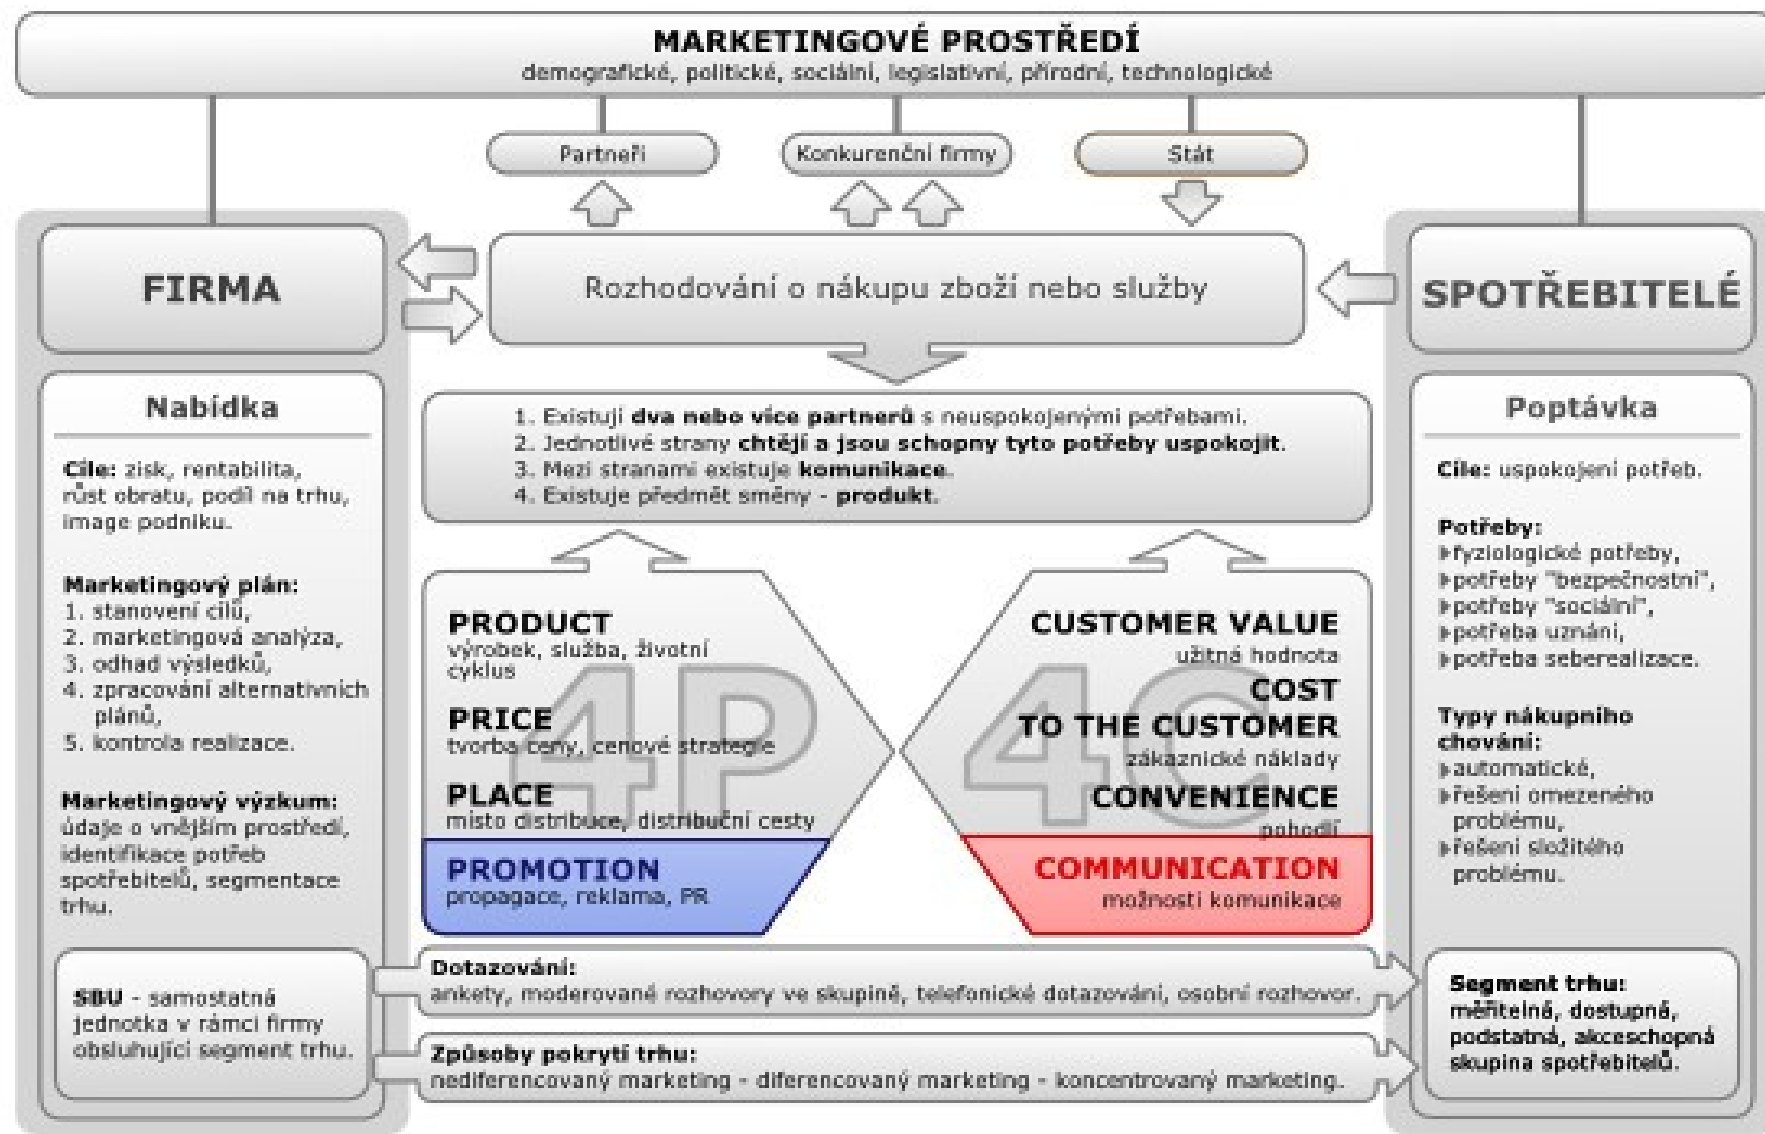 MARKETINGOVÉ PROSTŘEDÍ
demografické, politické, sociální, legislativní, přírodní, technologické
Partneři
Konkurenční firmy
Stát
FIRMA
Rozhodování o nákupu zboží nebo služby
SPOTŘEBITELÉ
Nabídka
Cíle: zisk, rentabilita,
růst obratu, podíl na trhu,
image podniku.
Marketingový plán:
1. stanovení cílů,
2. marketingová analýza,
3. odhad výsledků,
4. zpracování alternativních
plánů,
5. kontrola realizace.
Marketingový výzkum:
údaje o vnějším prostředí,
identifikace potřeb
spotřebitelů, segmentace
trhu.
SBU - samostatná
jednotka v rámci firmy
obsluhující segment trhu.
1. Existují dva nebo více partnerů s neuspokojenými potřebami.
2. Jednotlivé strany chtějí a jsou schopny tyto potřeby uspokojit.
3. Mezi stranami existuje komunikace.
4. Existuje předmět směny - produkt.
4P
PRODUCT
výrobek, služba, životní
cyklus
PRICE
tvorba ceny, cenové strategie
PLACE
místo distribuce, distribuční cesty
PROMOTION
propagace, reklama, PR
4C
CUSTOMER VALUE
užitná hodnota
COST
TO THE CUSTOMER
zákaznické náklady
CONVENIENCE
pohodlí
COMMUNICATION
možnosti komunikace
Dotazování:
ankety, moderované rozhovory ve skupině, telefonické dotazování, osobní rozhovor.
Způsoby pokrytí trhu:
nediferencovaný marketing - diferencovaný marketing - koncentrovaný marketing.
Poptávka
Cíle: uspokojení potřeb.
Potřeby:
fyziologické potřeby,
potřeby "bezpečnostní",
potřeby "sociální",
potřeba uznání,
potřeba seberealizace.
Typy nákupního
chování:
automatické,
řešení omezeného
problému,
řešení složitého
problému.
Segment trhu:
měřitelná, dostupná,
podstatná, akceschopná
skupina spotřebitelů.